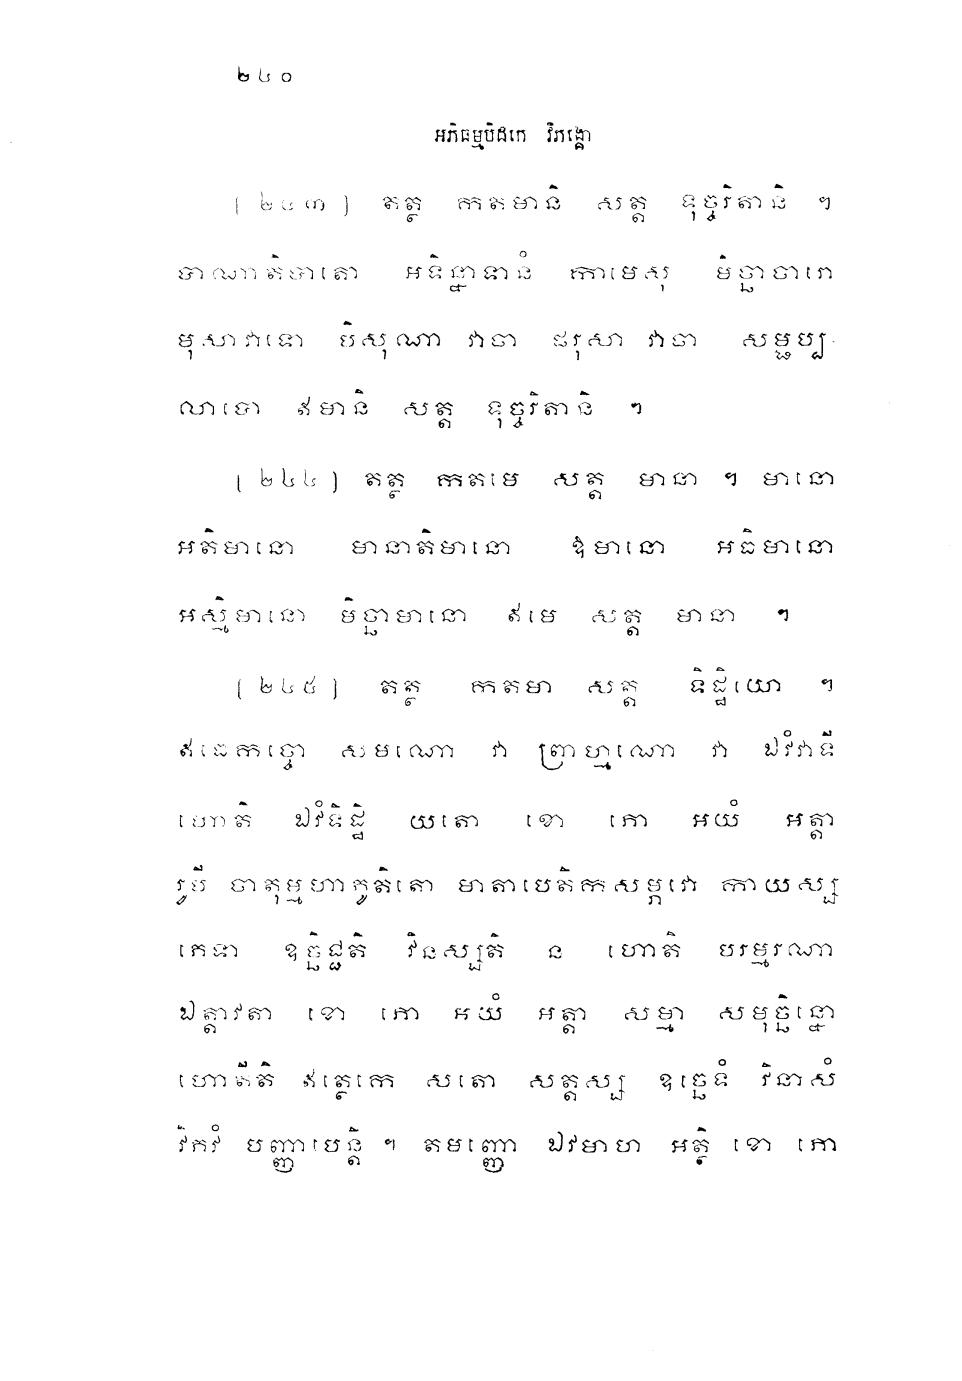 ២៤០
អភិធម្មបិដកេ វិភង្គោ
(២៤៣) តត្ថ កតមានិ សត្ត ទុច្ចរិតានិ ។
បាណាតិបាតោ អទិន្នាទានំ កាមេសុ មិច្ឆាចារោ
មុសាវាទោ បិសុណា វាចា ផរុសា វាចា សម្ផប្ប-
លាបោ ឥមានិ សត្ត ទុច្ចរិតានិ ។
(២៤៤) តត្ថ កតមេ សត្ត មានា ។ មានោ
អតិមានោ មានាតិមានោ ឱមានោ អធិមានោ
អស្មិមានោ មិច្ឆាមានោ ឥមេ សត្ត មានា ។
(២៤៥) តត្ថ កតមា សត្ត ទិដ្ឋិយោ ។
ឥធេកច្ចោ សមណោ វា ព្រាហ្មណោ វា ឯវំវាទី
ហោតិ ឯវំទិដ្ឋិ យតោ ខោ ភោ អយំ អត្តា
រូបី ចាតុម្មហាភូតិតោ មាតាបេតិកសម្ភវោ កាយស្ស
ភេទា ឧច្ឆិជ្ជតិ វិនស្សតិ ន ហោតិ បរម្មរណា
ឯត្តាវតា ខោ ភោ អយំ អត្តា សម្មា សមុច្ឆិន្នោ
ហោតីតិ ឥត្ថេកេ សតោ សត្តស្ស ឧច្ឆេទំ វិនាសំ
វិភវំ បញ្ញាបេន្តិ ។ តមញ្ញោ ឯវមាហ អត្ថិ ខោ ភោ